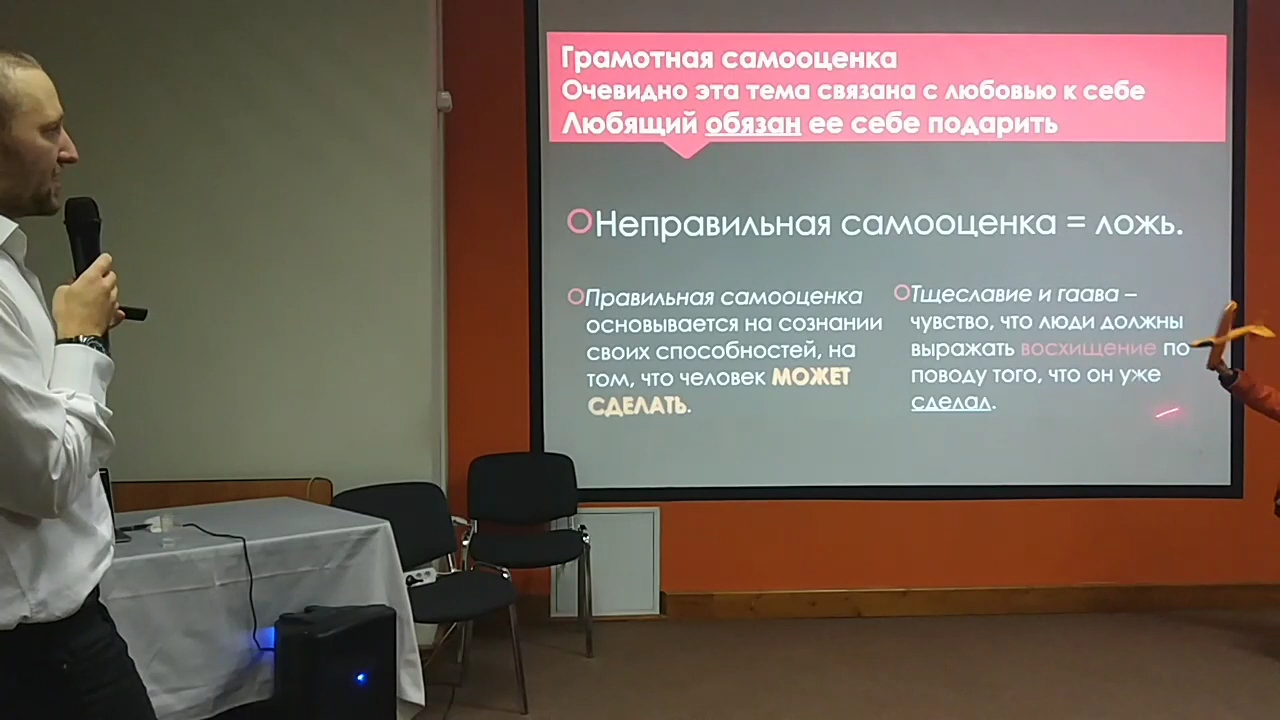 Грамотная самооценка
Очевидно эта тема связана с любовью к себе
Любящий обязан ее себе подарить
Неправильная самооценка = ложь.
Правильная самооценка
основывается на сознании
своих способностей, на
том, что человек МОЖЕТ
СДЕЛАТЬ.
Тщеславие и гаава –
чувство, что люди должны
выражать восхищение по
поводу того, что он уже
сделал.